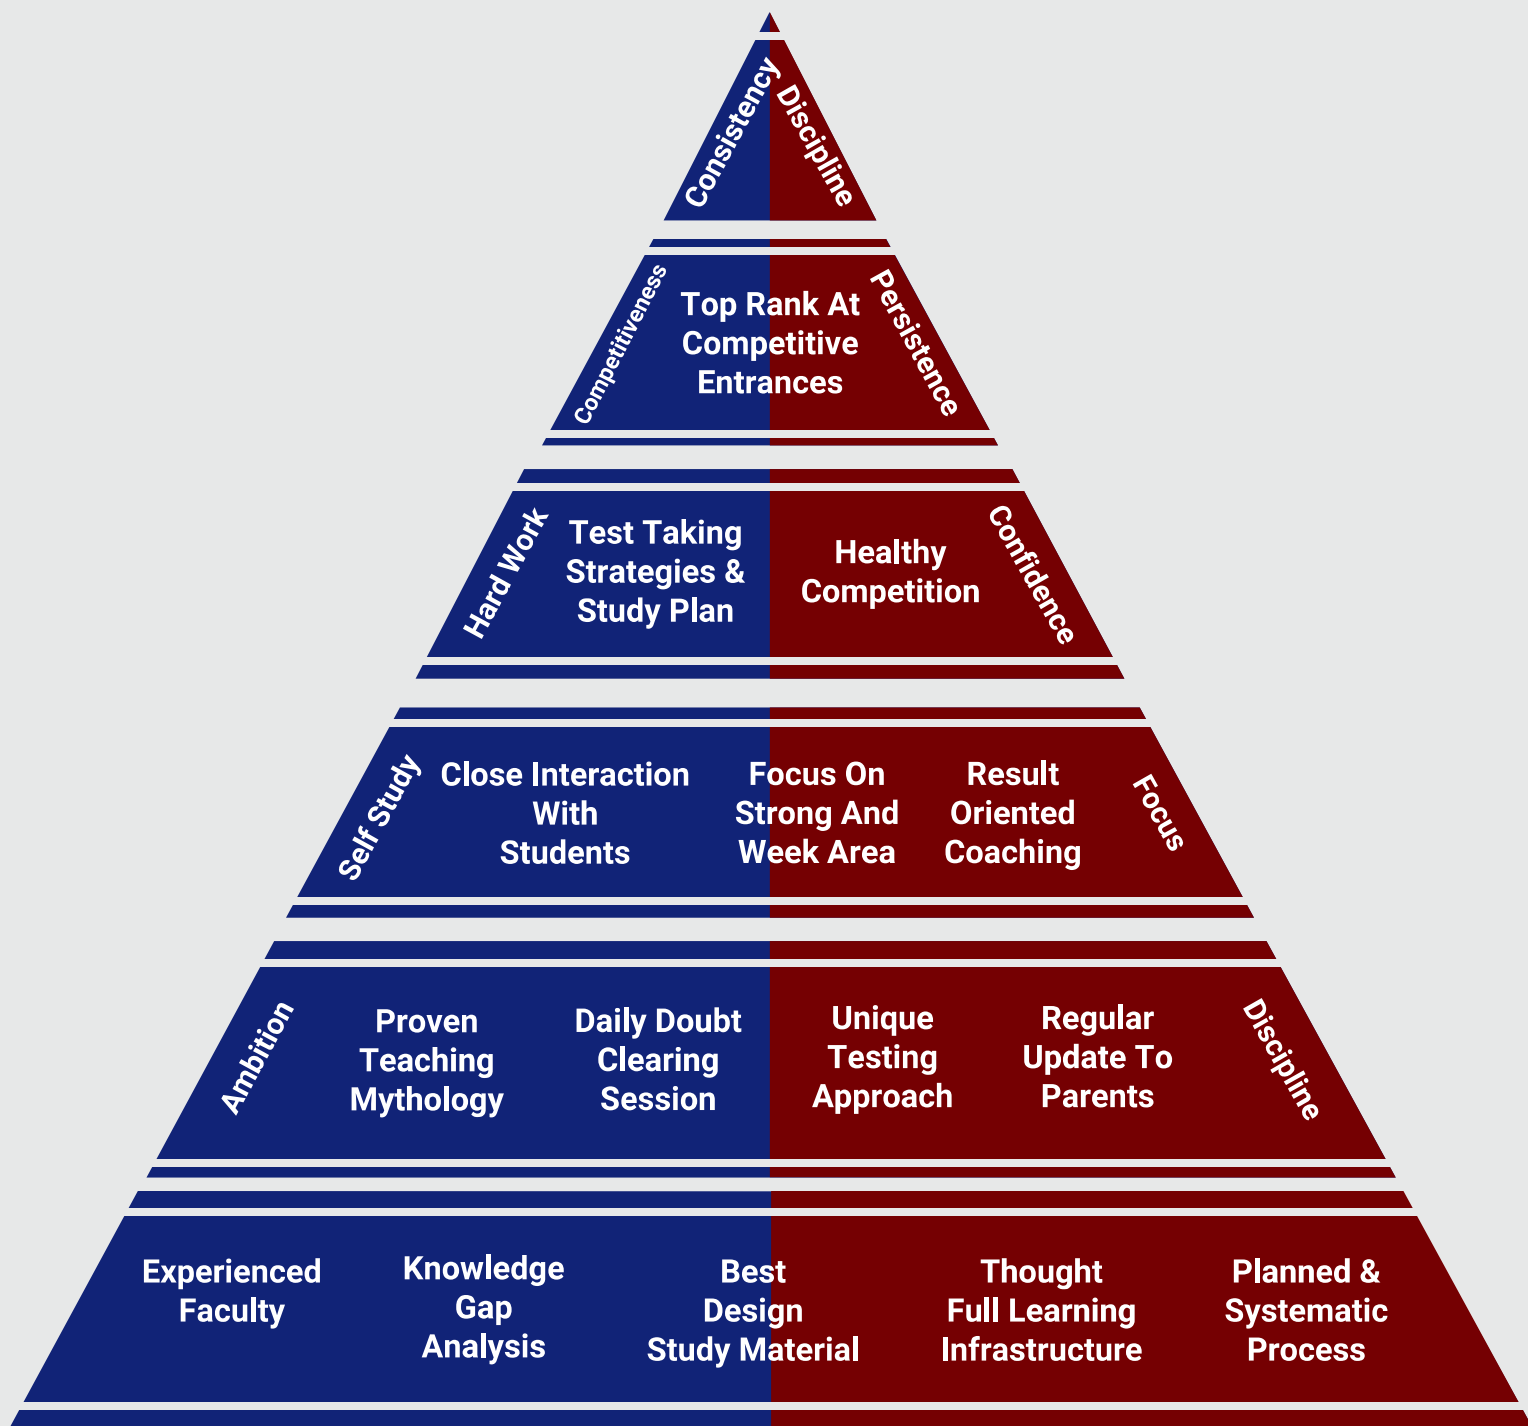 Consistency
Discipline
Competitiveness
Top Rank At
Competitive
Entrances
Persistence
Hard Work
Test Taking
Strategies &
Study Plan
Healthy
Competition
Confidence
Self Study
Close Interaction
With
Students
Focus On
Strong And
Week Area
Result
Oriented
Coaching
Focus
Ambition
Proven
Teaching
Mythology
Daily Doubt
Clearing
Session
Unique
Testing
Approach
Regular
Update To
Parents
Discipline
Experienced
Faculty
Knowledge
Gap
Analysis
Best
Design
Study Material
Thought
Full Learning
Infrastructure
Planned &
Systematic
Process